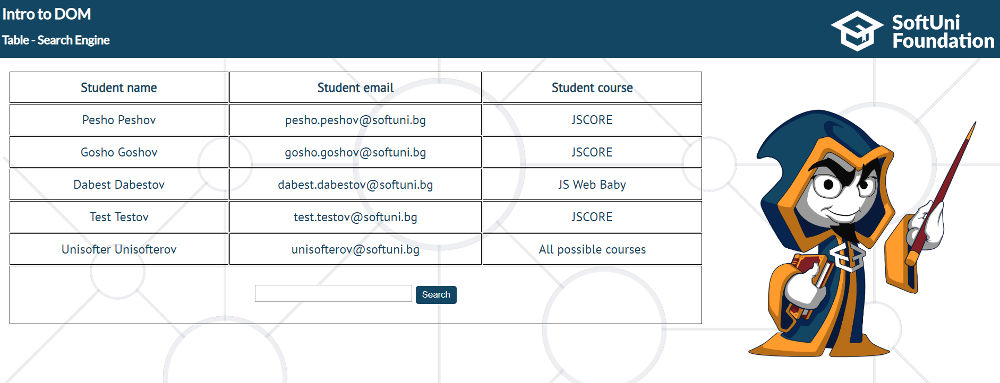 Intro to DOM
Table - Search Engine
SoftUni
Foundation
Student name Student email Student course
Pesho Peshov pesho.peshov@softuni.bg JSCORE
Gosho Goshov gosho.goshov@softuni.bg JSCORE
Dabest Dabestov dabest.dabestov@softuni.bg JS Web Baby
Test Testov test.testov@softuni.bg JSCORE
Unisofter Unisofterov unisofterov@softuni.bg All possible courses
Search